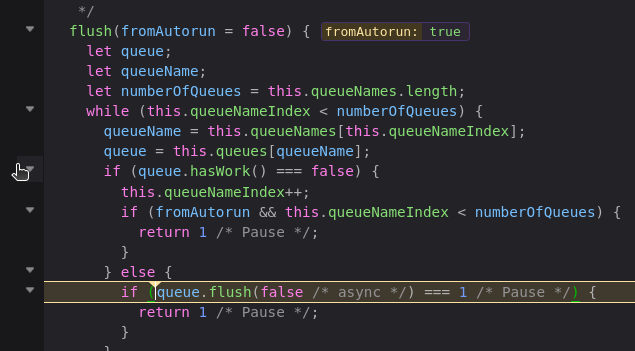 */
flush(fromAutorun = false) { fromAutorun: true
let queue;
let queueName;
let numberOfQueues = this.queueNames.length;
while (this.queueNameIndex < numberOfQueues) {
queueName = this.queueNames[this.queueNameIndex];
queue = this.queues[queueName];
if (queue.hasWork() === false) {
this.queueNameIndex++;
if (fromAutorun && this.queueNameIndex < numberOfQueues) {
return 1 /* Pause */;
}
} else {
if (queue.flush(false /* async */) === 1 /* Pause */) {
return 1 /* Pause */;
}
}